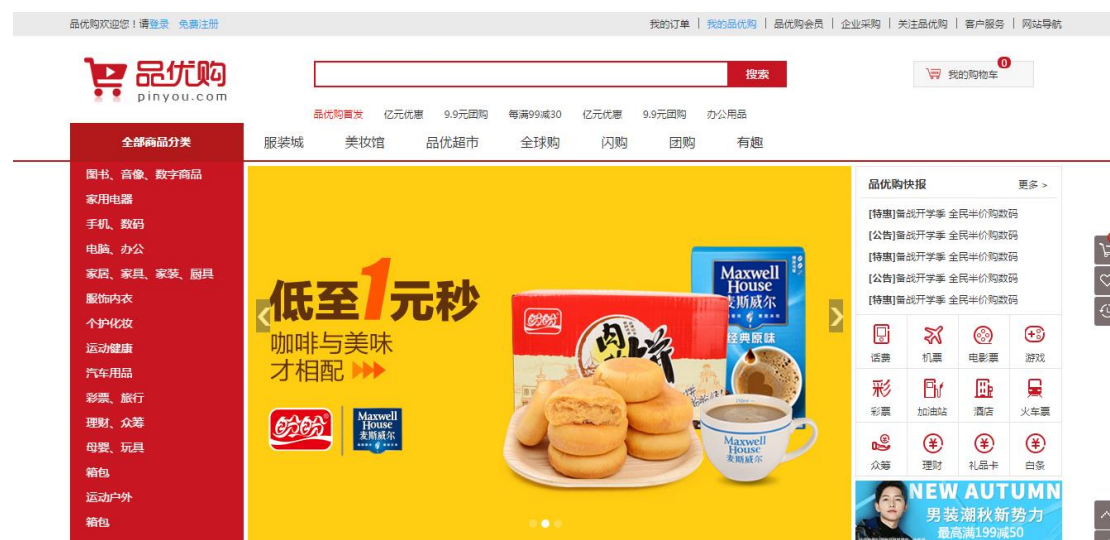 品优购欢迎您！请登录 免费注册
我的订单 | 我的品优购 | 品优购会员 | 企业采购 | 关注品优购 | 客户服务 | 网站导航
品优购
pinyou.com
搜索
我的购物车
0
品优购首发 亿元优惠 9.9元团购 每满99减30 亿元优惠 9.9元团购 办公用品
全部商品分类 服装城 美妆馆 品优超市 全球购 闪购 团购 有趣
图书、音像、数字商品
家用电器
手机、数码
电脑、办公
家居、家具、家装、厨具
服饰内衣
个护化妆
运动健康
汽车用品
彩票、旅行
理财、众筹
母婴、玩具
箱包
运动户外
箱包
低至1元秒
咖啡与美味
才相配
盼盼
Maxwell
House
麦斯威尔
盼盼
肉松饼
Maxwell
House
麦斯威尔
经典原味
Maxwell
House
麦斯威尔
品优购快报 更多 >
[特惠]备战开学季 全民半价购数码
[公告]备战开学季 全民半价购数码
[特惠]备战开学季 全民半价购数码
[公告]备战开学季 全民半价购数码
[特惠]备战开学季 全民半价购数码
话费 机票 电影票 游戏
彩票 加油站 酒店 火车票
众筹 理财 礼品卡 白条
NEW AUTUMN
男装潮秋新势力
最高满199减50